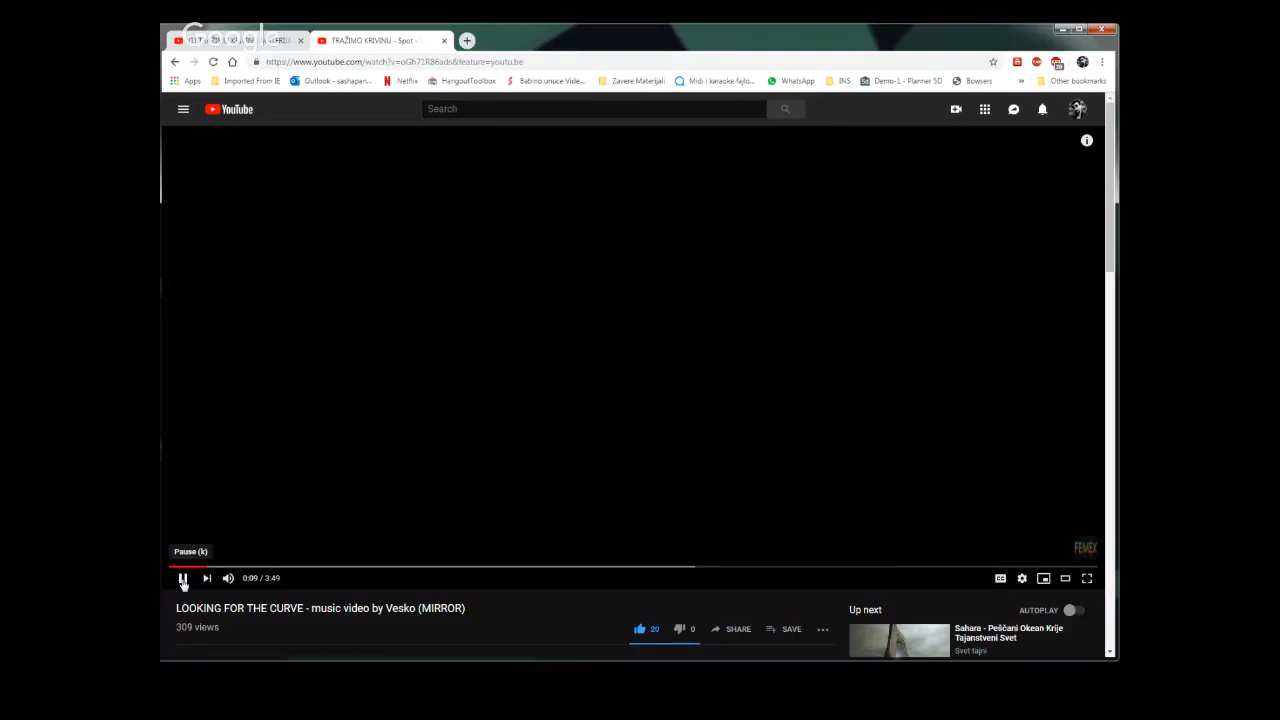 Google
TRAŽIMO KRIVINU - Spot -
https://www.youtube.com/watch?v=oGh71R86ads&feature=youtu.be
Apps Imported From IE Outlook - sashapan... Netflix HangoutToolbox Babino unuce Vide... Zavere Materijali Midi i karaoke fajlo... WhatsApp INS Demo-1 - Planner 5D Bowsers » Other bookmarks
YouTube
Search
FEMEX
Pause (k)
0:09 / 3:49
LOOKING FOR THE CURVE - music video by Vesko (MIRROR)
309 views
20 0 SHARE SAVE
Up next AUTOPLAY
Sahara - Peščani Okean Krije
Tajanstveni Svet
Svet tajni